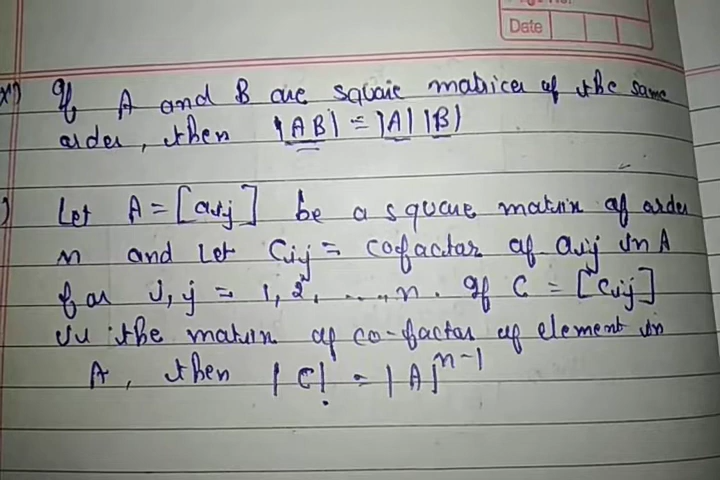 Date
x) If A and B are square matrices of the same
order, then |AB| = |A| |B|
) Let A = [aij] be a square matrix of order
n and let Cij = cofactor of aij in A
for i, j = 1, 2, ...., n. If C = [Cij]
is the matrix of co-factor of element in
A, then |C| = |A|^n-1